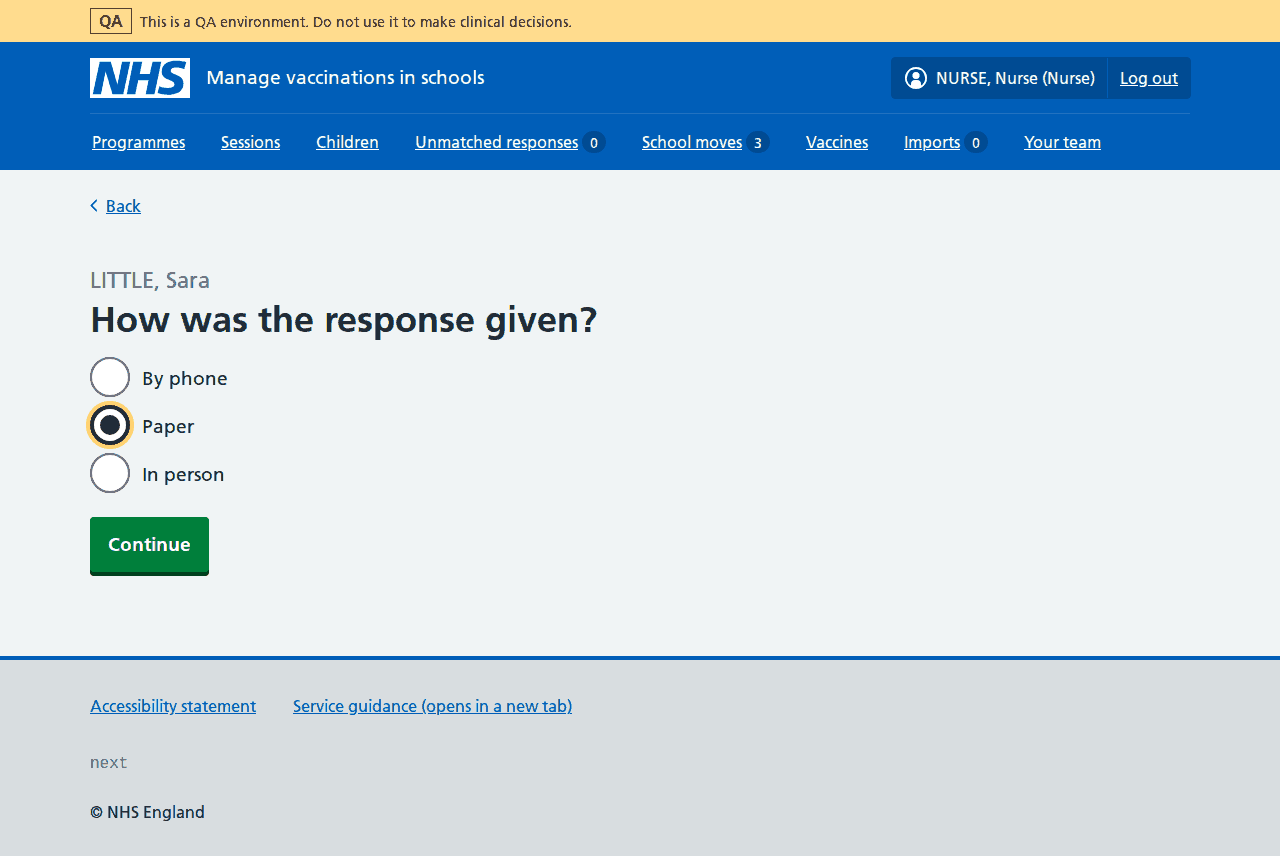 QA This is a QA environment. Do not use it to make clinical decisions.
NHS Manage vaccinations in schools NURSE, Nurse (Nurse) Log out
Programmes Sessions Children Unmatched responses 0 School moves 3 Vaccines Imports 0 Your team
Back
LITTLE, Sara
How was the response given?
By phone
Paper
In person
Continue
Accessibility statement Service guidance (opens in a new tab)
next
© NHS England